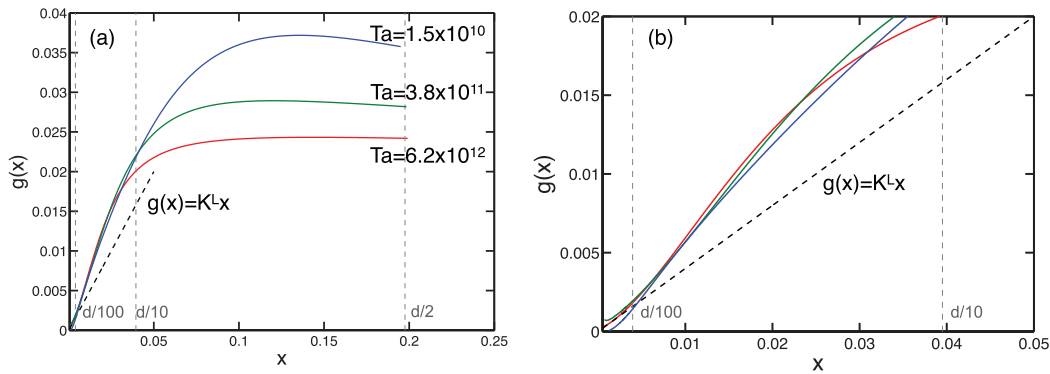 (a)
Ta=1.5x10¹⁰
Ta=3.8x10¹¹
Ta=6.2x10¹²
g(x)=Kᴸx
d/100
d/10
d/2
0.04
0.035
0.03
0.025
0.02
0.015
0.01
0.005
0
g(x)
0
0.05
0.1
0.15
0.2
0.25
x
(b)
g(x)=Kᴸx
d/100
d/10
0.02
0.015
0.01
0.005
0
g(x)
0.01
0.02
0.03
0.04
0.05
x